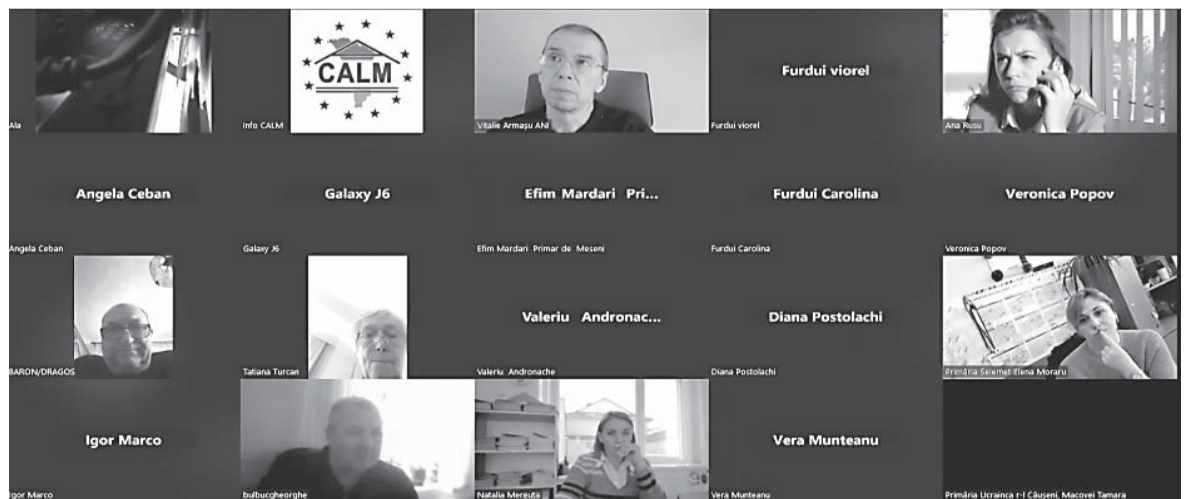 CALM
Furdui viorel
Ala
Info CALM
Vitalie Armașu ANI
Furdui viorel
Ana Rusu
Angela Ceban
Galaxy J6
Efim Mardari Pri...
Furdui Carolina
Veronica Popov
Angela Ceban
Galaxy J6
Efim Mardari Primar de Meseni
Furdui Carolina
Veronica Popov
Valeriu Andronac...
Diana Postolachi
BARON/DRAGOS
Tatiana Turcan
Valeriu Andronache
Diana Postolachi
Primăria Selemet Elena Moraru
Igor Marco
Vera Munteanu
Igor Marco
bulbucgheorghe
Natalia Mereuta
Vera Munteanu
Primăria Ucrainca r-l Căușeni, Macovei Tamara